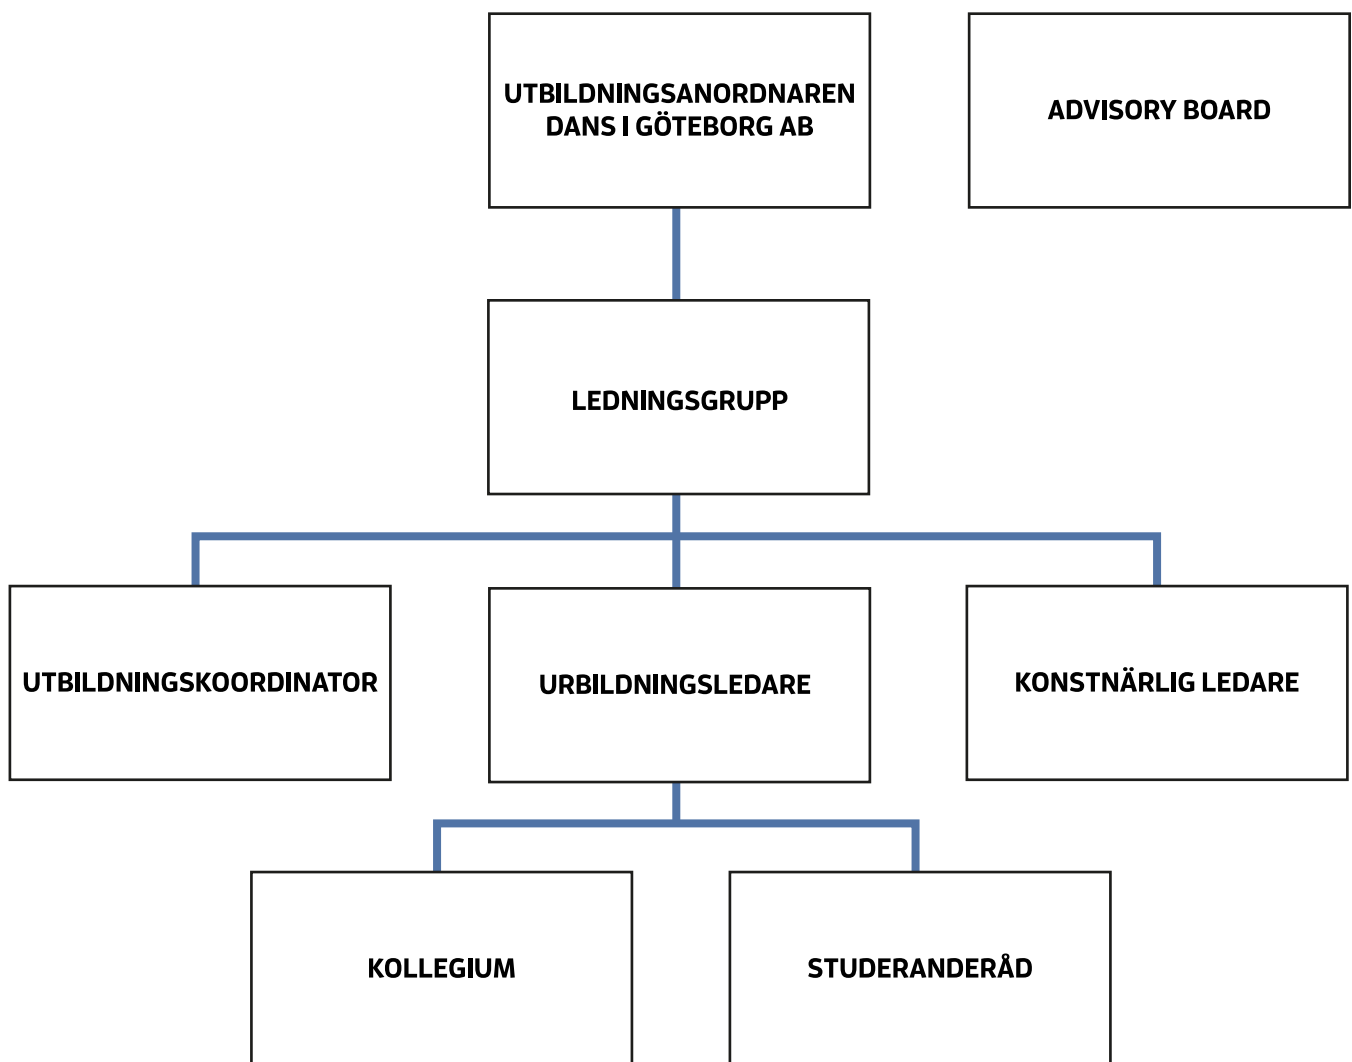 UTBILDNINGSANORDNAREN
DANS I GÖTEBORG AB
ADVISORY BOARD
LEDNINGSGRUPP
UTBILDNINGSKOORDINATOR
URBILDNINGSLEDARE
KONSTNÄRLIG LEDARE
KOLLEGIUM
STUDERANDERÅD